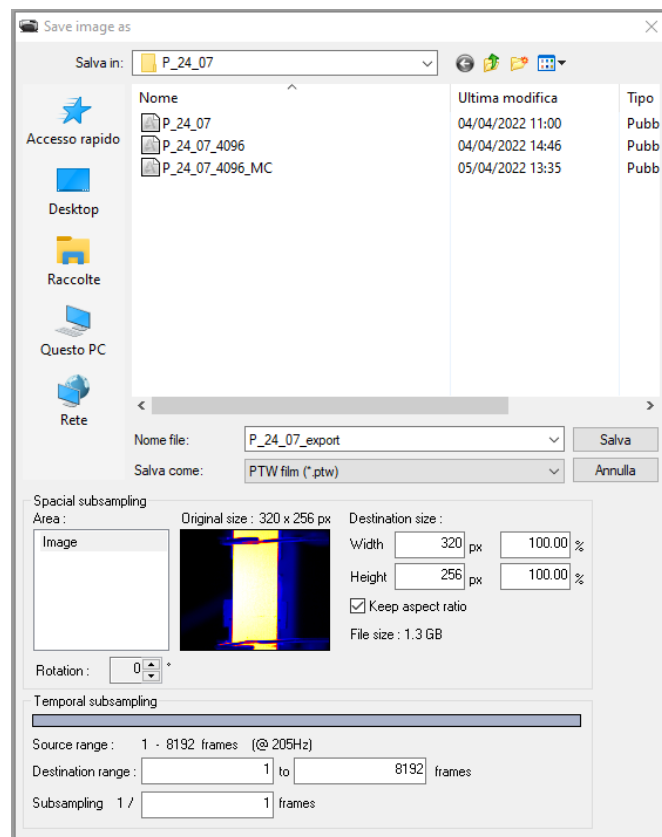 Save image as
Salva in: P_24_07
Nome Ultima modifica Tipo
P_24_07 04/04/2022 11:00 Pubb
P_24_07_4096 04/04/2022 14:46 Pubb
P_24_07_4096_MC 05/04/2022 13:35 Pubb
Accesso rapido
Desktop
Raccolte
Questo PC
Rete
Nome file: P_24_07_export Salva
Salva come: PTW film (*.ptw) Annulla
Spacial subsampling
Area : Original size : 320 x 256 px Destination size :
Image
Width 320 px 100.00 %
Height 256 px 100.00 %
Keep aspect ratio
File size : 1.3 GB
Rotation : 0 °
Temporal subsampling
Source range : 1 - 8192 frames (@ 205Hz)
Destination range : 1 to 8192 frames
Subsampling 1 / 1 frames